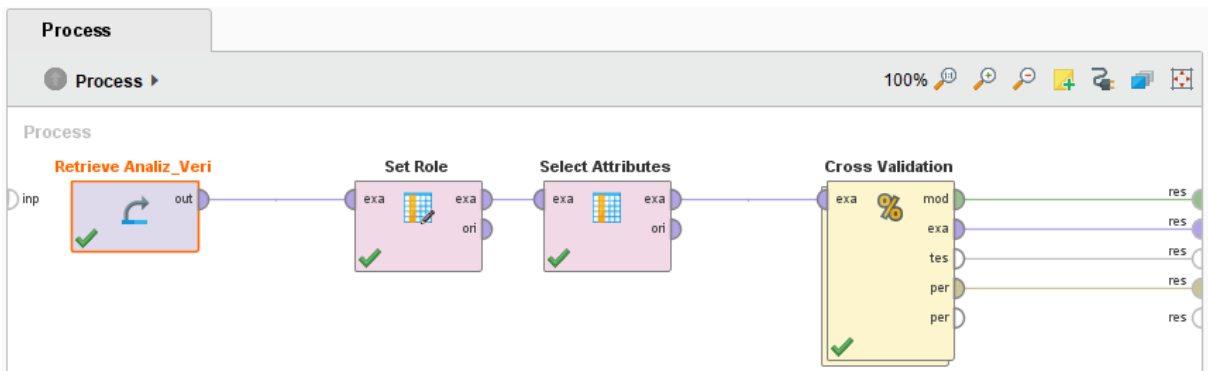 Process
Process
100%
Process
Retrieve Analiz_Veri
Set Role
Select Attributes
Cross Validation
inp
out
exa
exa
ori
exa
exa
ori
exa
%
mod
exa
tes
per
per
res
res
res
res
res